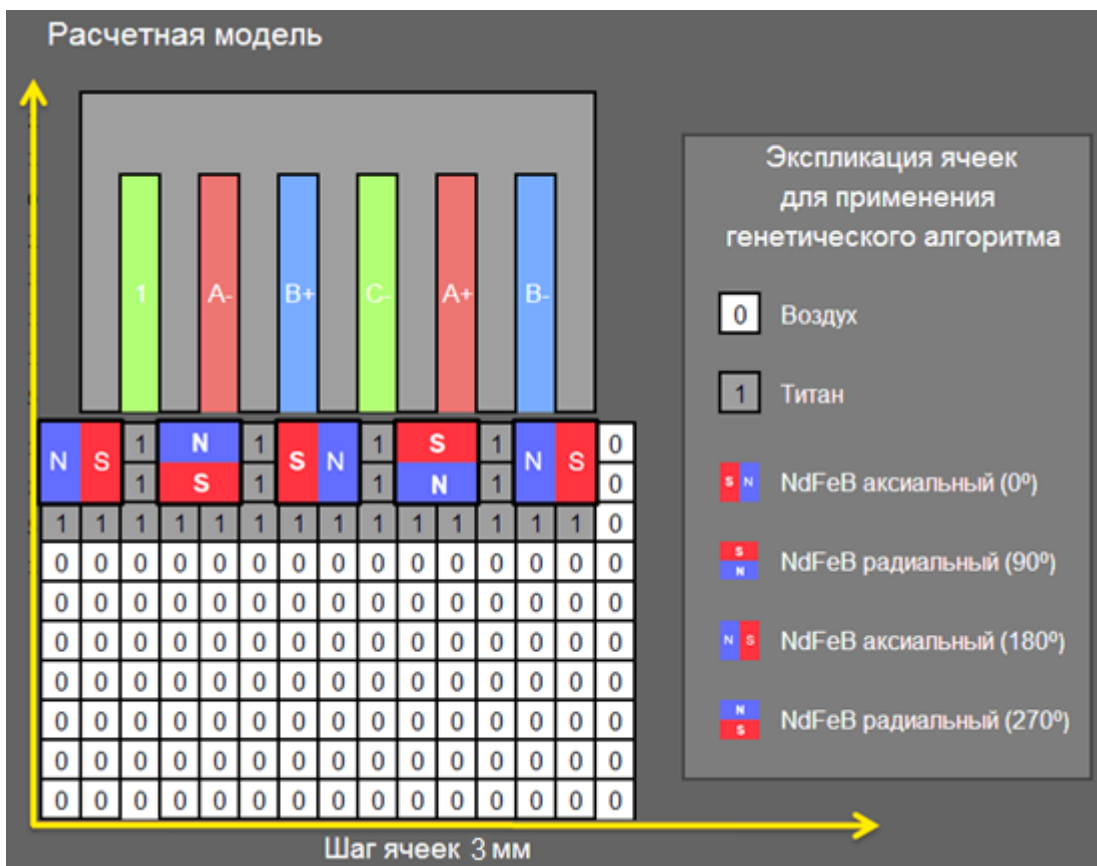 Расчетная модель
1 A- B+ C- A+ B-
N S 1 N 1 S N 1 S 1 N S 0
1 S 1 1 N 1 0
1 1 1 1 1 1 1 1 1 1 1 1 1 1 0
0 0 0 0 0 0 0 0 0 0 0 0 0 0 0
0 0 0 0 0 0 0 0 0 0 0 0 0 0 0
0 0 0 0 0 0 0 0 0 0 0 0 0 0 0
0 0 0 0 0 0 0 0 0 0 0 0 0 0 0
0 0 0 0 0 0 0 0 0 0 0 0 0 0 0
0 0 0 0 0 0 0 0 0 0 0 0 0 0 0
0 0 0 0 0 0 0 0 0 0 0 0 0 0 0
Шаг ячеек 3 мм
Экспликация ячеек
для применения
генетического алгоритма
0 Воздух
1 Титан
S N NdFeB аксиальный (0º)
S
N
NdFeB радиальный (90º)
N S NdFeB аксиальный (180º)
N
S
NdFeB радиальный (270º)